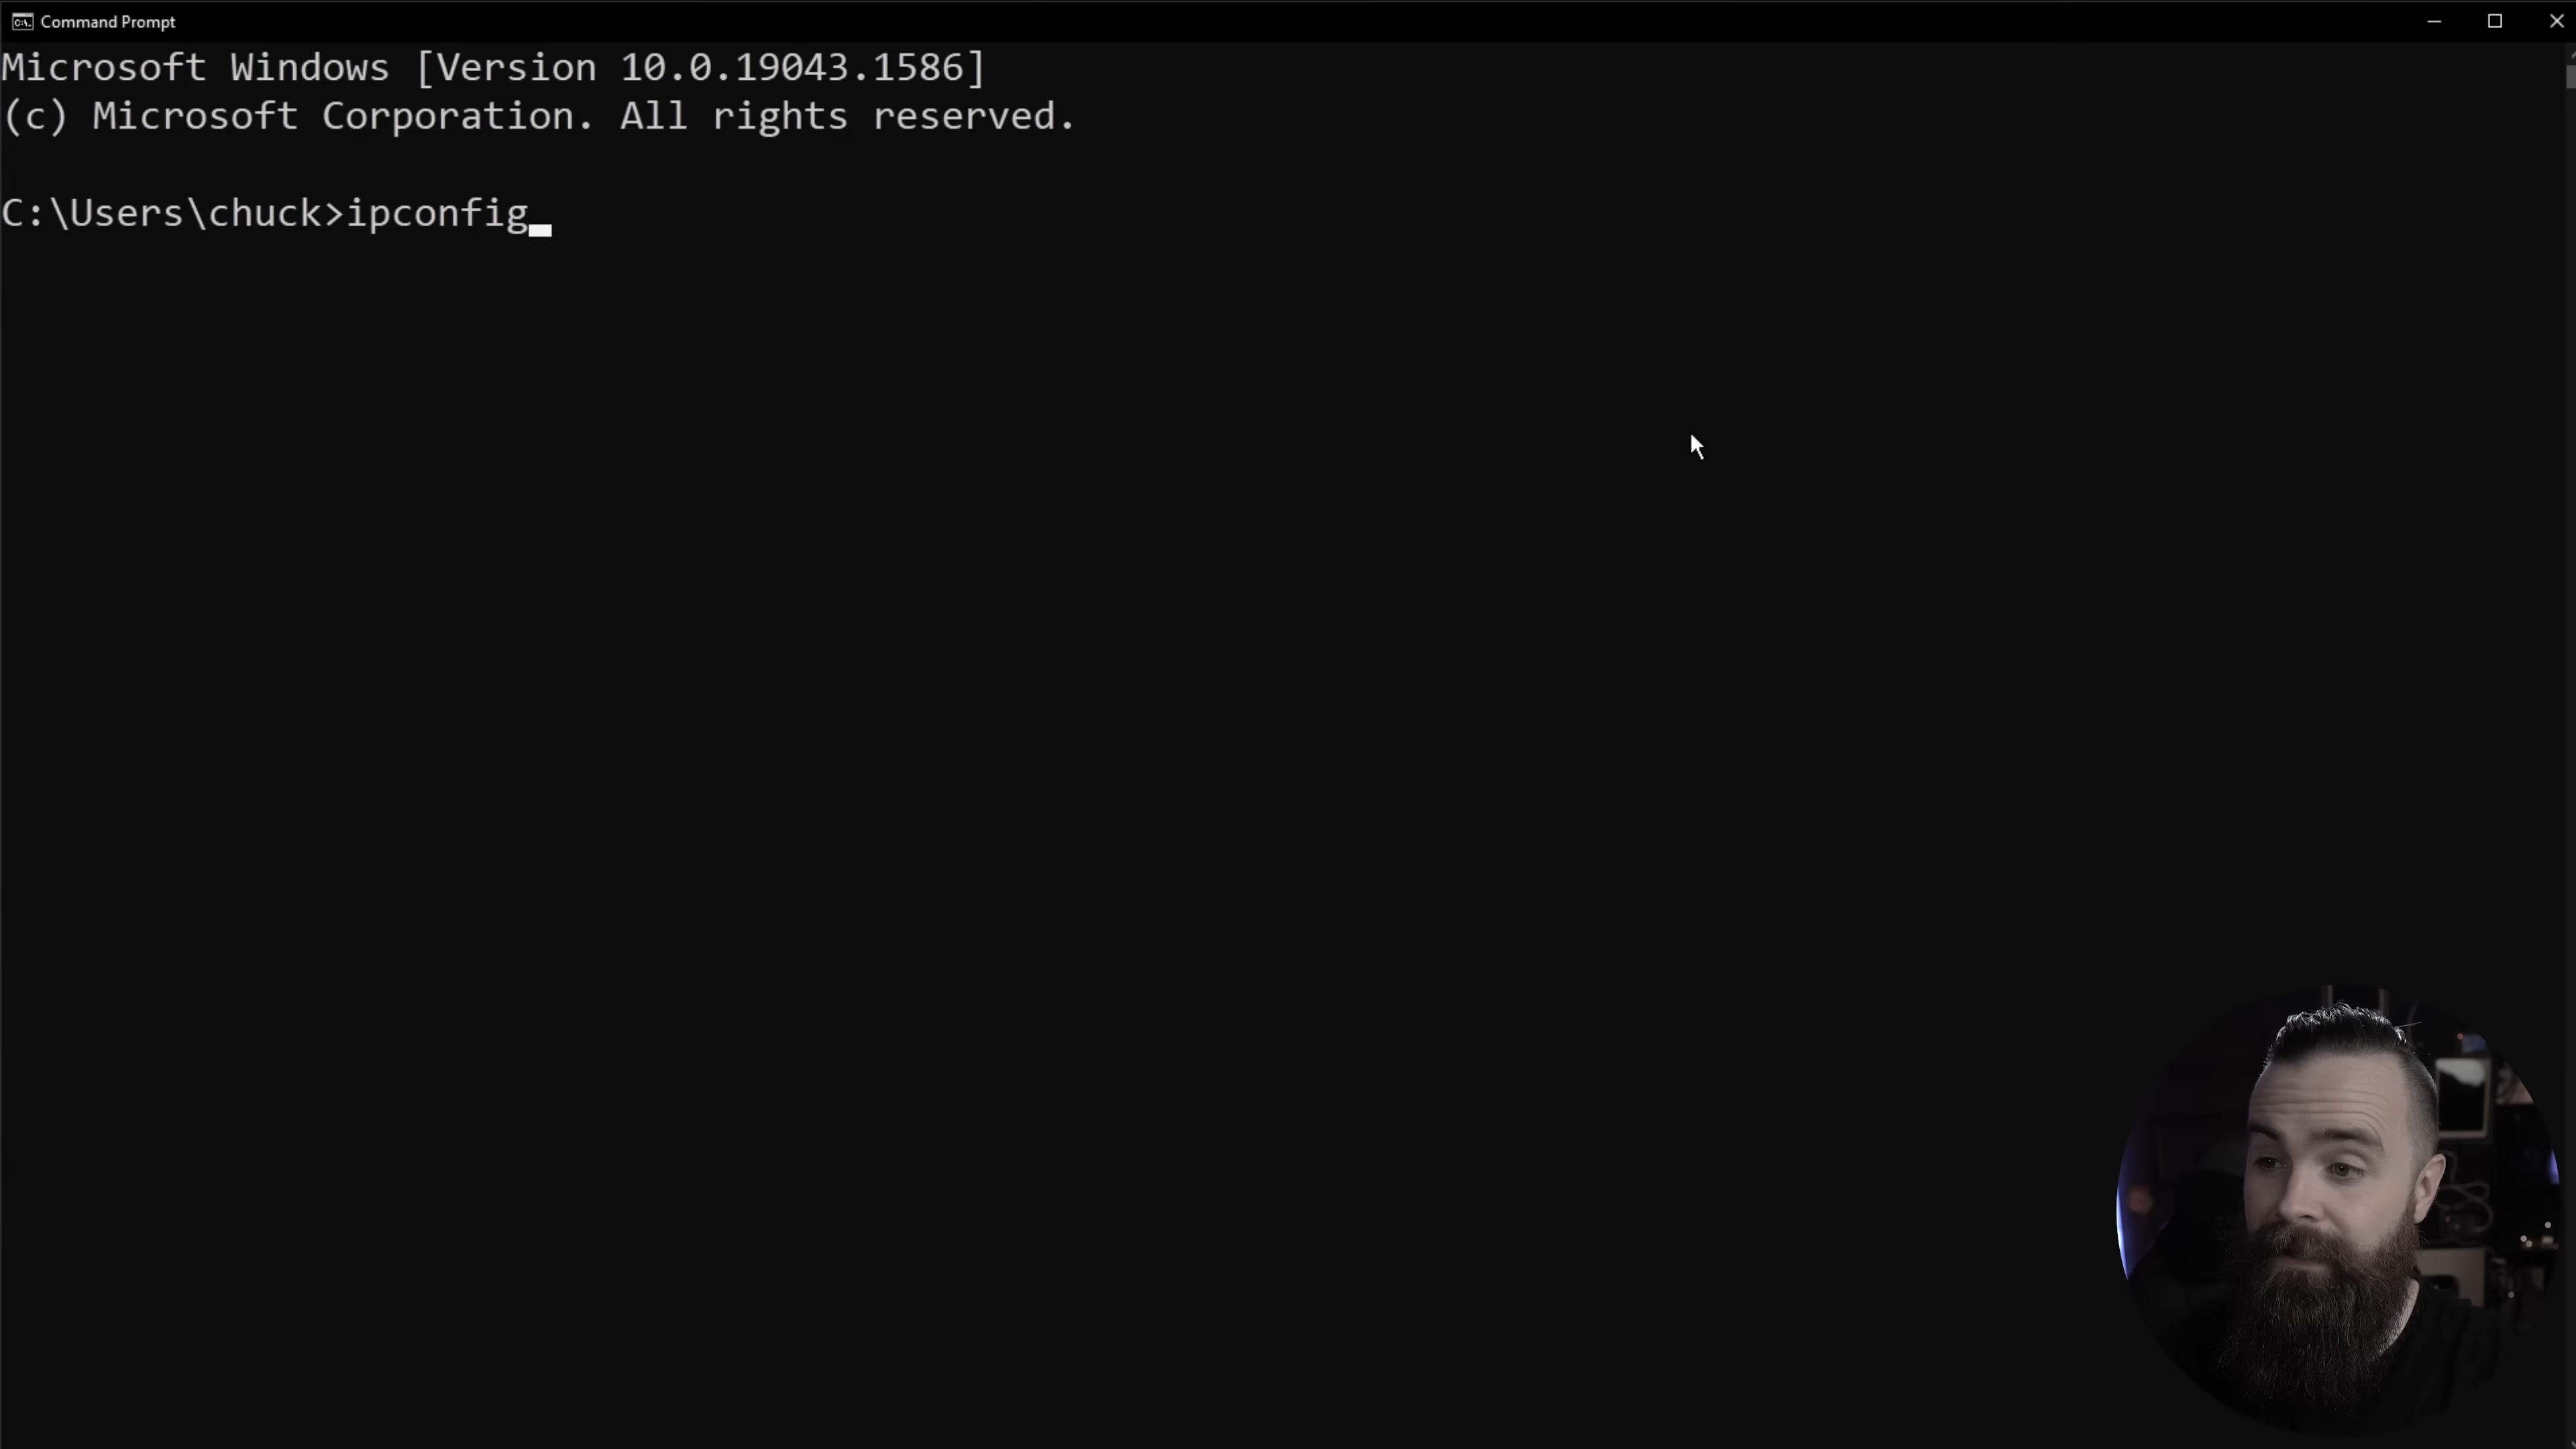 Command Prompt
Microsoft Windows [Version 10.0.19043.1586]
(c) Microsoft Corporation. All rights reserved.
C:\Users\chuck>ipconfig